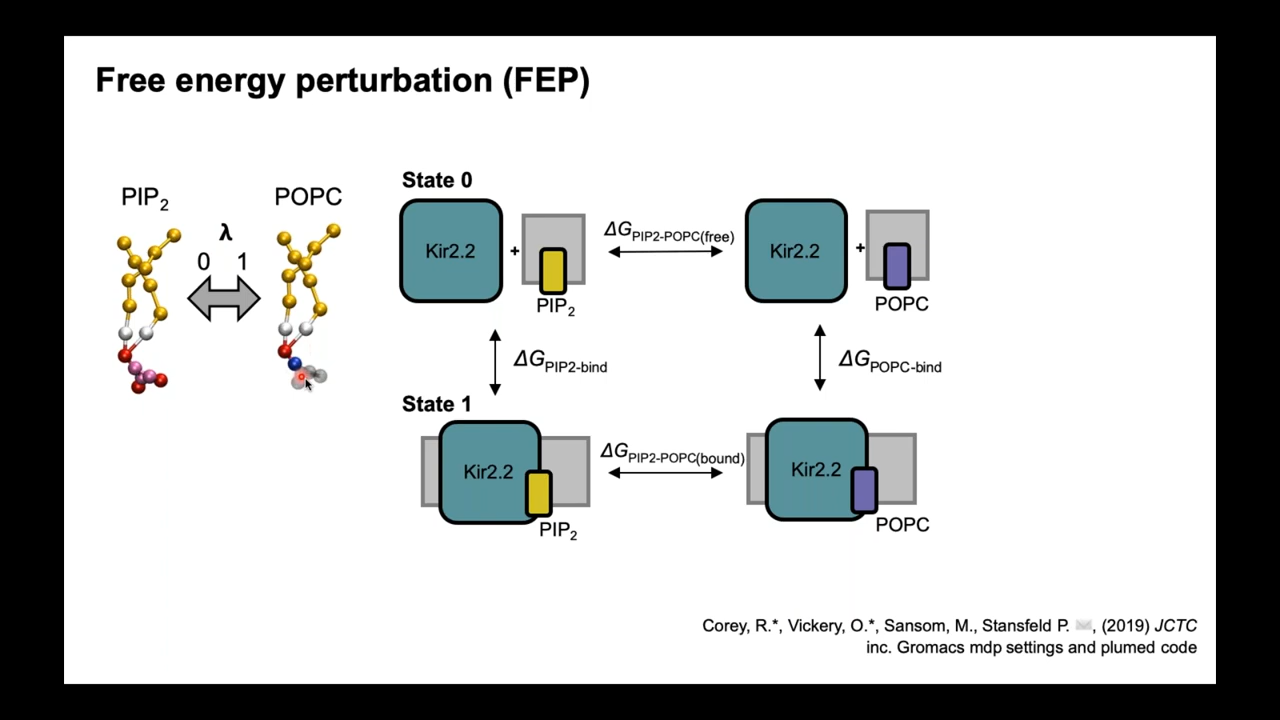 Free energy perturbation (FEP)
PIP2
POPC
λ
0 1
State 0
Kir2.2
+
PIP2
ΔGPIP2-POPC(free)
Kir2.2
+
POPC
ΔGPIP2-bind
ΔGPOPC-bind
State 1
Kir2.2
PIP2
ΔGPIP2-POPC(bound)
Kir2.2
POPC
Corey, R.*, Vickery, O.*, Sansom, M., Stansfeld P. ✉, (2019) JCTC
inc. Gromacs mdp settings and plumed code